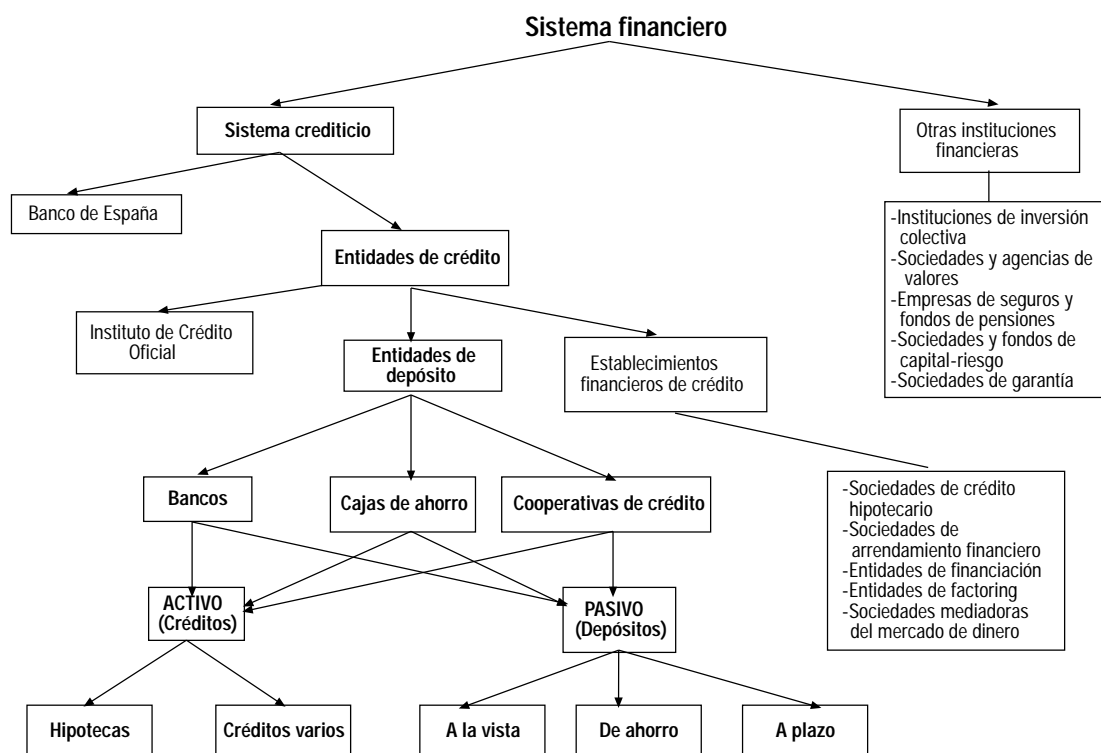 Sistema financiero
Sistema crediticio
Otras instituciones
financieras
Banco de España
-Instituciones de inversión
colectiva
-Sociedades y agencias de
valores
-Empresas de seguros y
fondos de pensiones
-Sociedades y fondos de
capital-riesgo
-Sociedades de garantía
Entidades de crédito
Instituto de Crédito
Oficial
Entidades de
depósito
Establecimientos
financieros de crédito
Bancos
Cajas de ahorro
Cooperativas de crédito
-Sociedades de crédito
hipotecario
-Sociedades de
arrendamiento financiero
-Entidades de financiación
-Entidades de factoring
-Sociedades mediadoras
del mercado de dinero
ACTIVO
(Créditos)
PASIVO
(Depósitos)
Hipotecas
Créditos varios
A la vista
De ahorro
A plazo